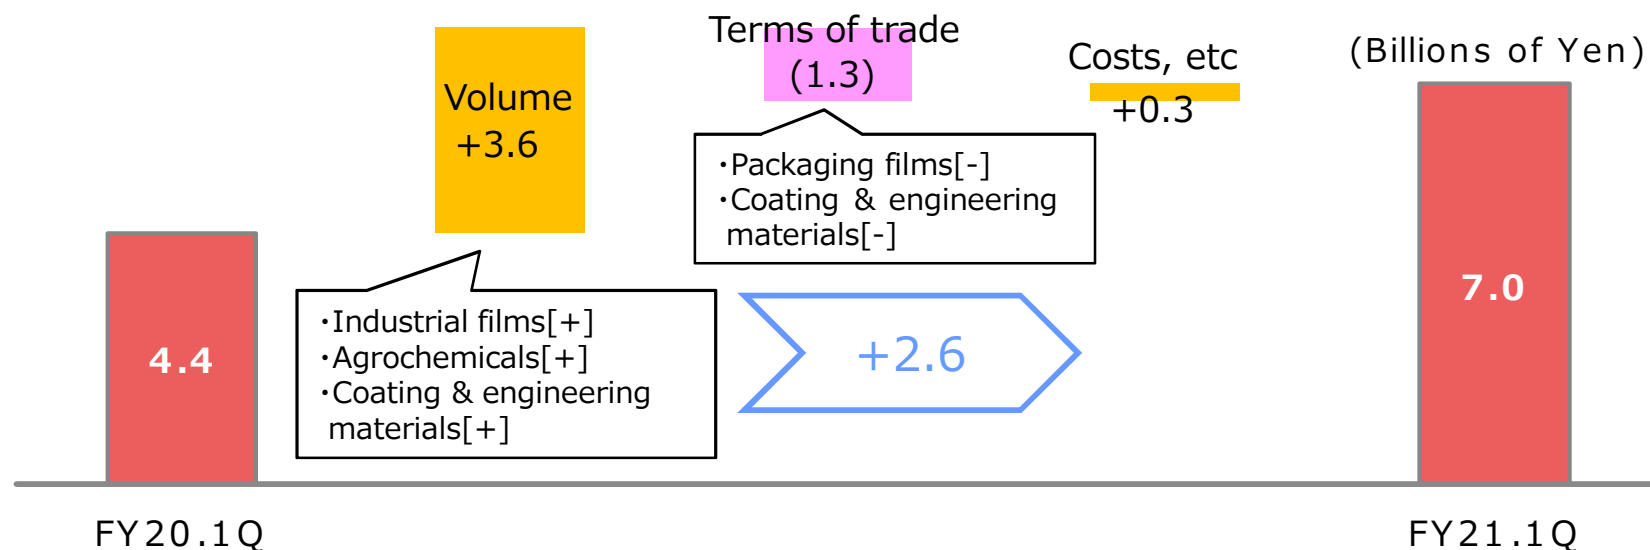 Terms of trade
(1.3)
Costs, etc
+0.3
(Billions of Yen)
Volume
+3.6
・Packaging films[-]
・Coating & engineering
materials[-]
・Industrial films[+]
・Agrochemicals[+]
・Coating & engineering
materials[+]
+2.6
4.4
7.0
FY20.1Q
FY21.1Q